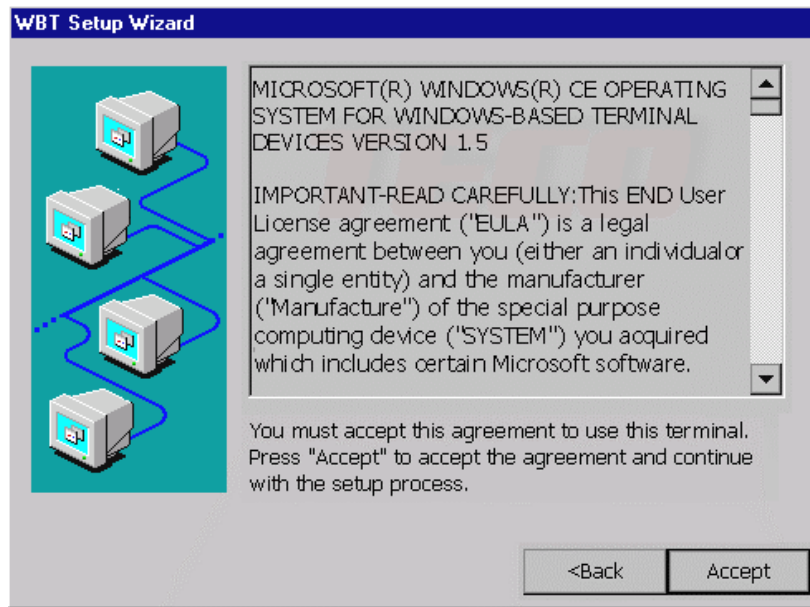 WBT Setup Wizard
MICROSOFT(R) WINDOWS(R) CE OPERATING
SYSTEM FOR WINDOWS-BASED TERMINAL
DEVICES VERSION 1.5
IMPORTANT-READ CAREFULLY:This END User
License agreement ("EULA") is a legal
agreement between you (either an individualor
a single entity) and the manufacturer
("Manufacture") of the special purpose
computing device ("SYSTEM") you acquired
which includes certain Microsoft software.
You must accept this agreement to use this terminal.
Press "Accept" to accept the agreement and continue
with the setup process.
<Back
Accept